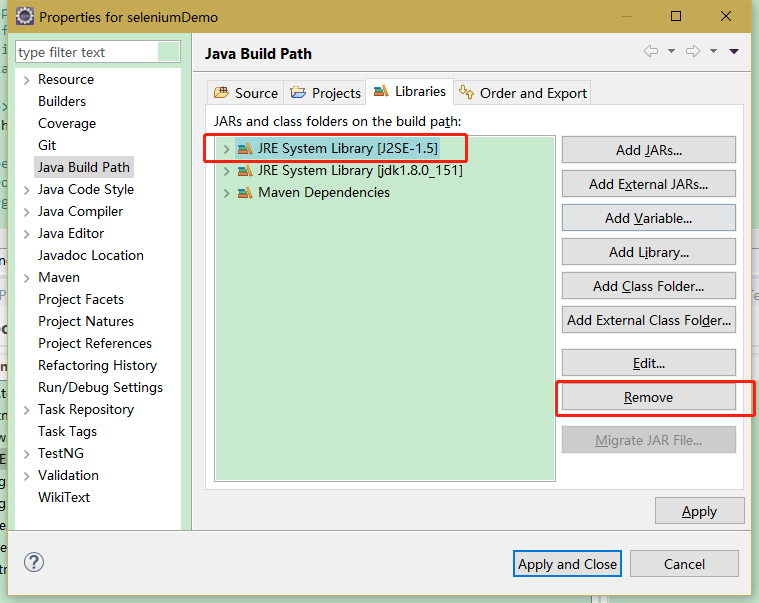 Properties for seleniumDemo
type filter text
Resource
Builders
Coverage
Git
Java Build Path
Java Code Style
Java Compiler
Java Editor
Javadoc Location
Maven
Project Facets
Project Natures
Project References
Refactoring History
Run/Debug Settings
Task Repository
Task Tags
TestNG
Validation
WikiText
Java Build Path
Source
Projects
Libraries
Order and Export
JARs and class folders on the build path:
JRE System Library [J2SE-1.5]
JRE System Library [jdk1.8.0_151]
Maven Dependencies
Add JARs...
Add External JARs...
Add Variable...
Add Library...
Add Class Folder...
Add External Class Folder...
Edit...
Remove
Migrate JAR File...
Apply
Apply and Close
Cancel